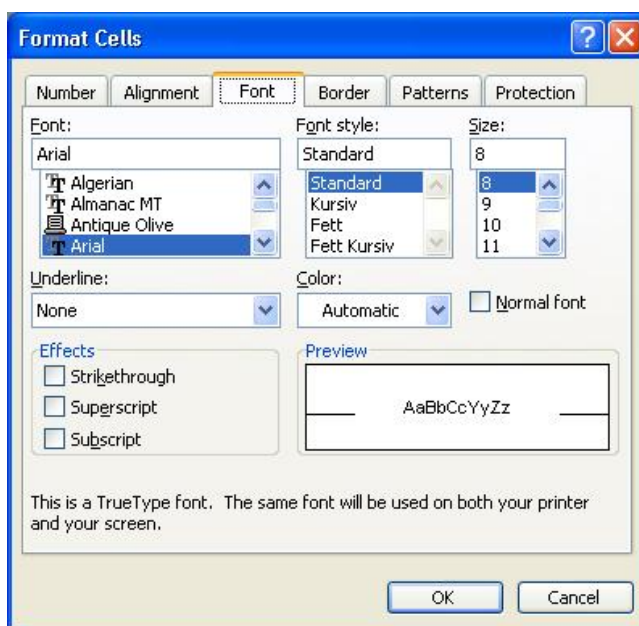 Format Cells
Number Alignment Font Border Patterns Protection
Font: Font style: Size:
Arial Standard 8
Algerian Standard 8
Almanac MT Kursiv 9
Antique Olive Fett 10
Arial Fett Kursiv 11
Underline: Color:
None Automatic Normal font
Effects Preview
Strikethrough
Superscript AaBbCcYyZz
Subscript
This is a TrueType font. The same font will be used on both your printer
and your screen.
OK Cancel